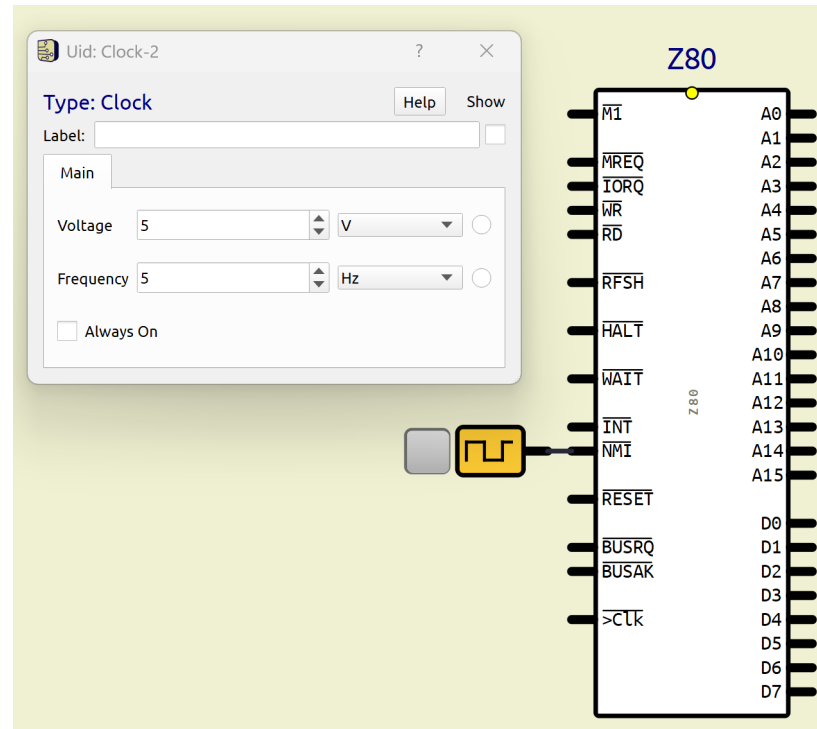 Uid: Clock-2 ? ×
Type: Clock Help Show
Label:
Main
Voltage 5 V
Frequency 5 Hz
Always On
Z80
M1 A0
A1
MREQ A2
IORQ A3
WR A4
RD A5
A6
RFSH A7
A8
HALT A9
A10
WAIT A11
Z80 A12
INT A13
NMI A14
A15
RESET
D0
BUSRQ D1
BUSAK D2
D3
>Clk D4
D5
D6
D7